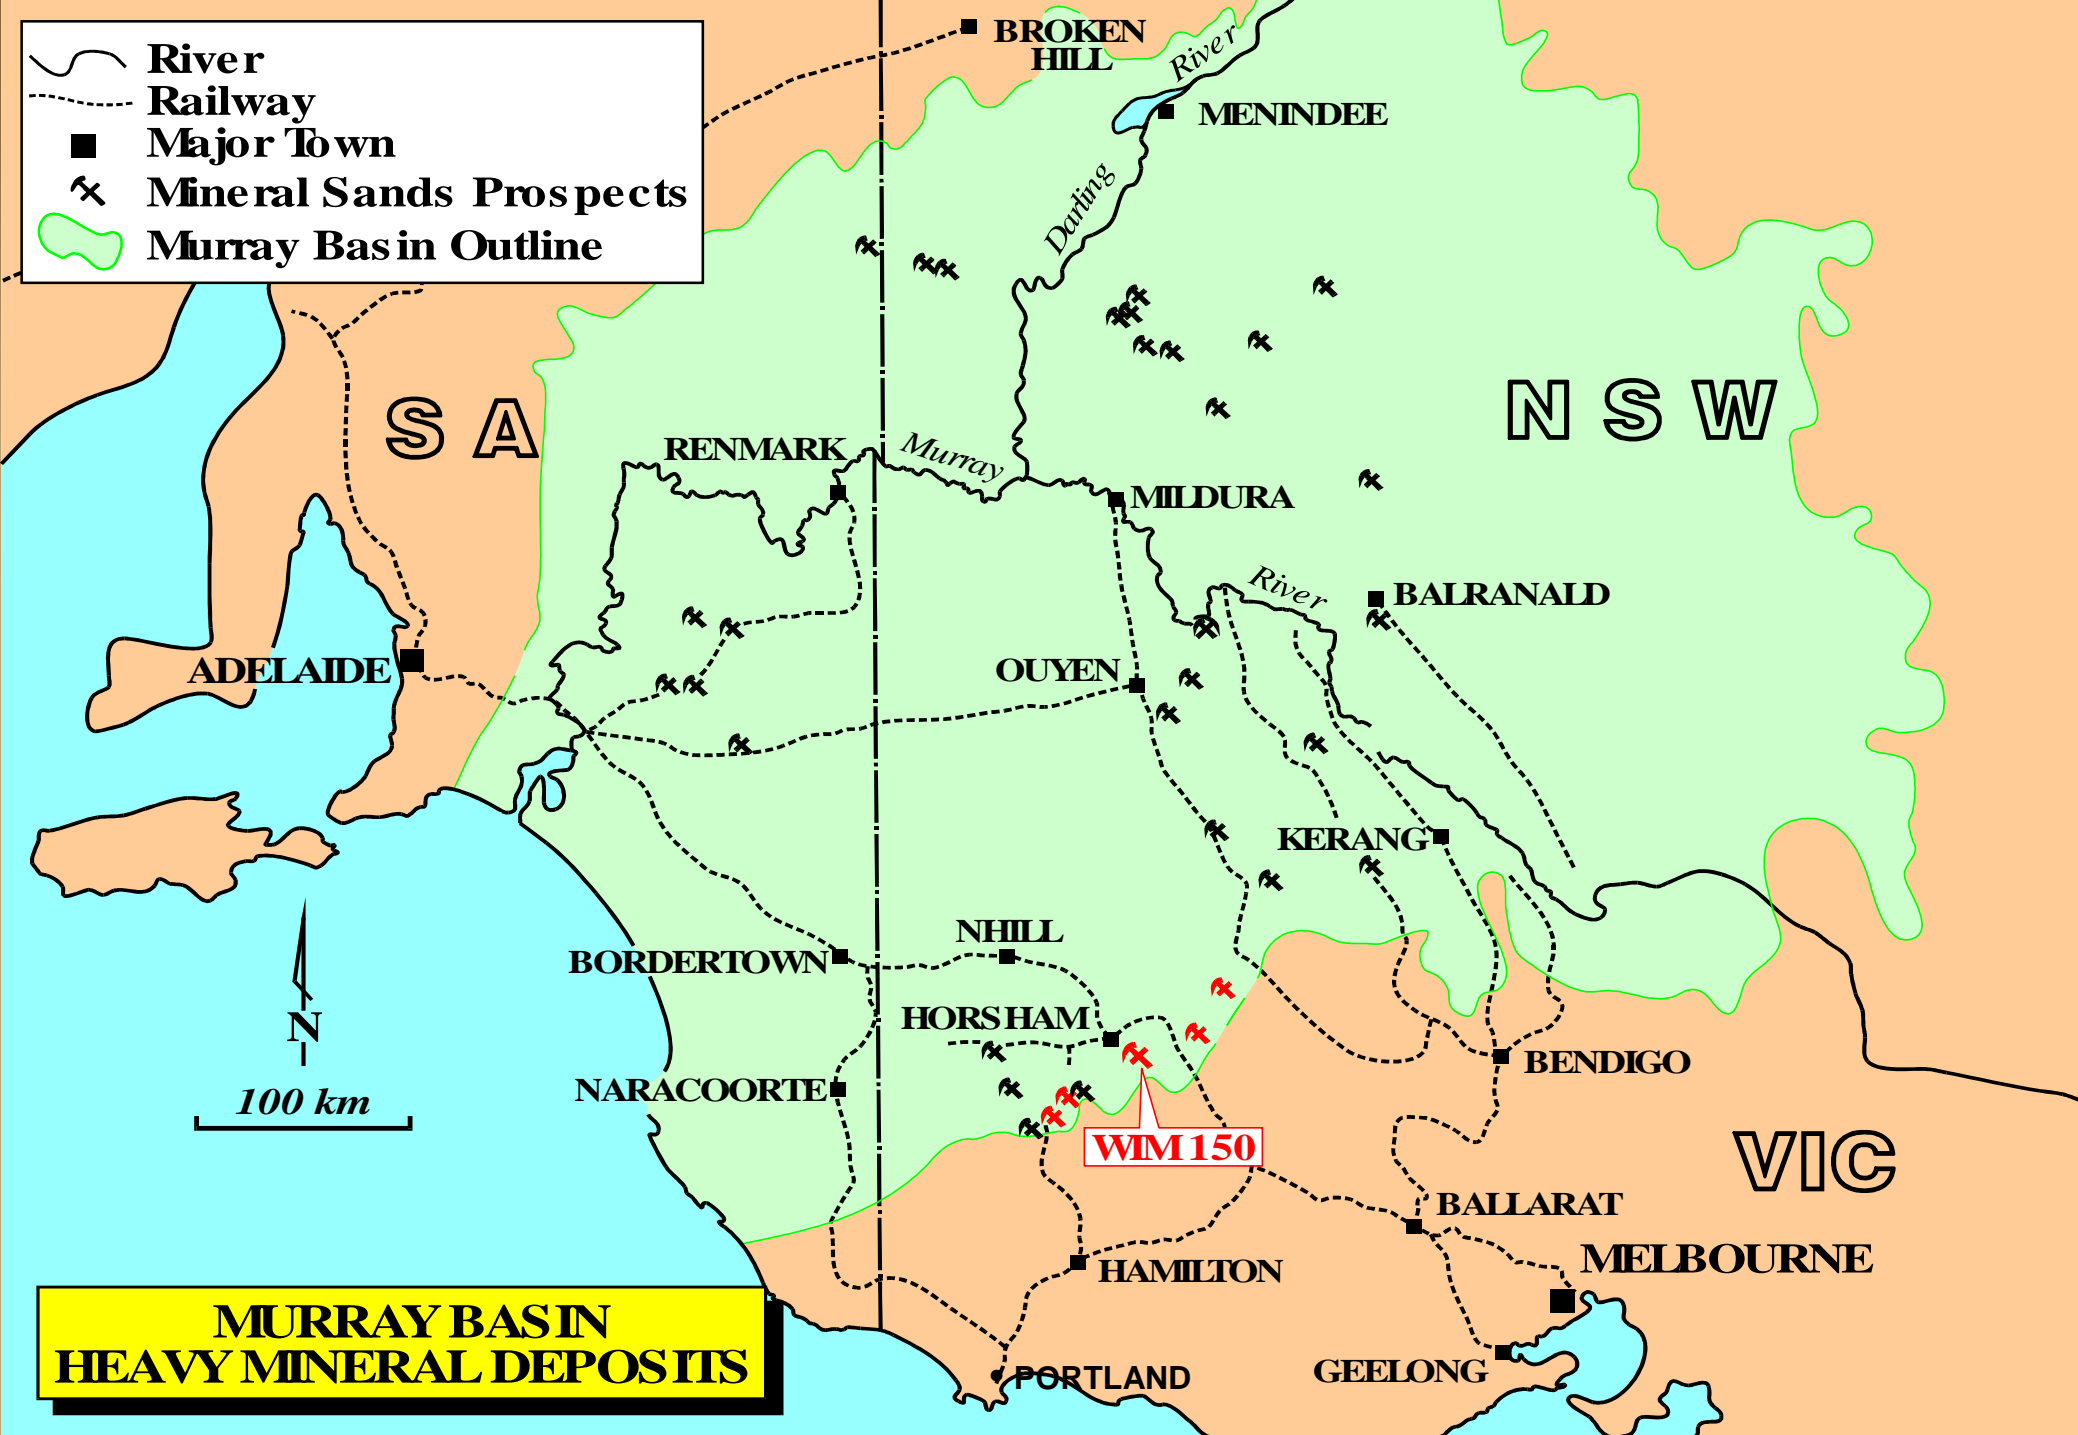 River
Railway
Major Town
Mineral Sands Prospects
Murray Basin Outline
BROKEN
HILL
River
MENINDEE
Darling
S A
N S W
RENMARK
Murray
MILDURA
River
BALRANALD
ADELAIDE
OUYEN
KERANG
NHILL
BORDERTOWN
HORSHAM
N
BENDIGO
NARACOORTE
100 km
WIM 150
VIC
BALLARAT
MELBOURNE
HAMILTON
MURRAY BASIN
HEAVY MINERAL DEPOSITS
GEELONG
PORTLAND